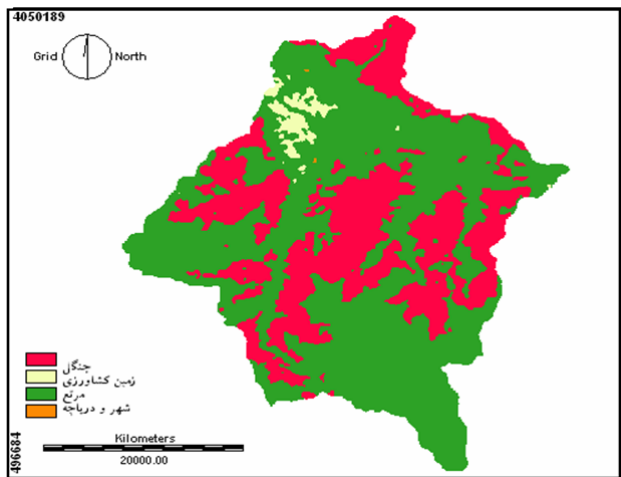 4050189
Grid North
جنگل
زمین کشاورزی
مرتع
شهر و دریاچه
Kilometers
20000.00
496684